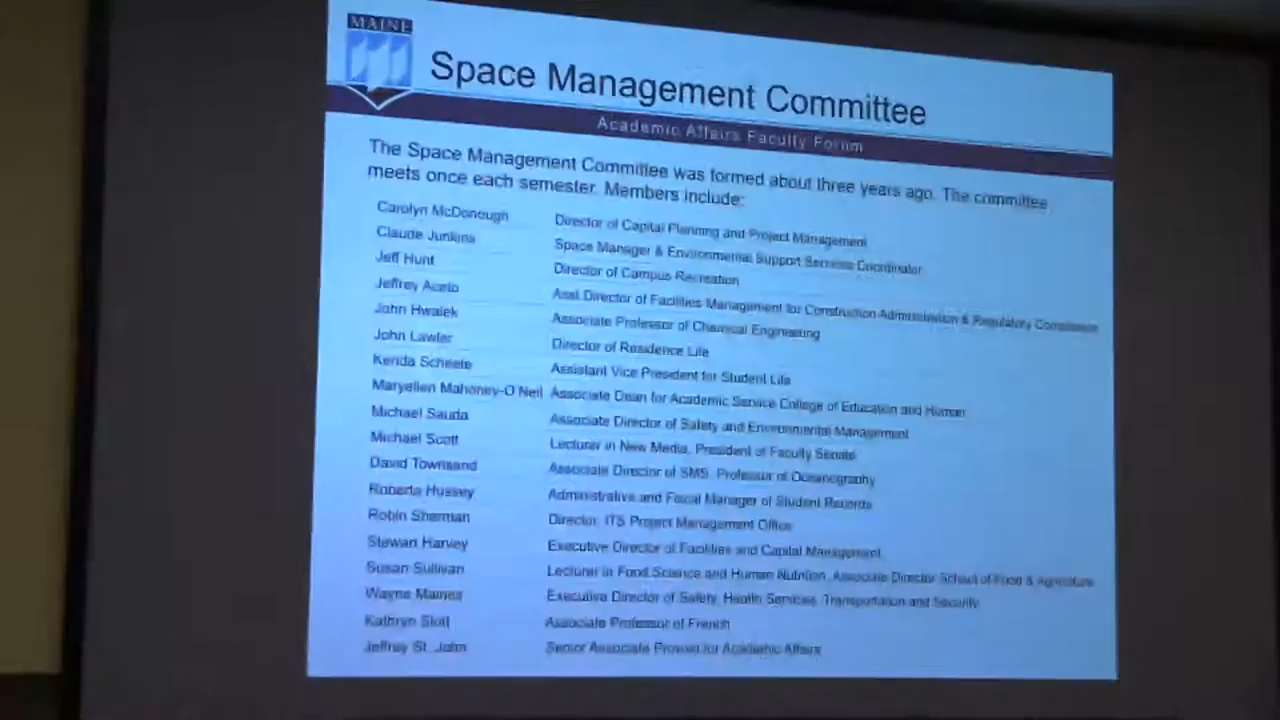 MAINE
Space Management Committee
Academic Affairs Faculty Forum
The Space Management Committee was formed about three years ago. The committee
meets once each semester. Members include:
Carolyn McDonough Director of Capital Planning and Project Management
Claude Junkins Space Manager & Environmental Support Services Coordinator
Jeff Hunt Director of Campus Recreation
Jeffrey Aceto Asst Director of Facilities Management for Construction Administration & Regulatory Compliance
John Hwalek Associate Professor of Chemical Engineering
John Lawler Director of Residence Life
Kenda Scheele Assistant Vice President for Student Life
Maryellen Mahoney-O'Neil Associate Dean for Academic Service College of Education and Human
Michael Sauda Associate Director of Safety and Environmental Management
Michael Scott Lecturer in New Media, President of Faculty Senate
David Townsand Associate Director of SMS, Professor of Oceanography
Roberta Hussey Administrative and Fiscal Manager of Student Records
Robin Sherman Director, ITS Project Management Office
Stewart Harvey Executive Director of Facilities and Capital Management
Susan Sullivan Lecturer in Food Science and Human Nutrition, Associate Director School of Food & Agriculture
Wayne Maines Executive Director of Safety, Health Services, Transportation and Security
Kathryn Slott Associate Professor of French
Jeffrey St. John Senior Associate Provost for Academic Affairs